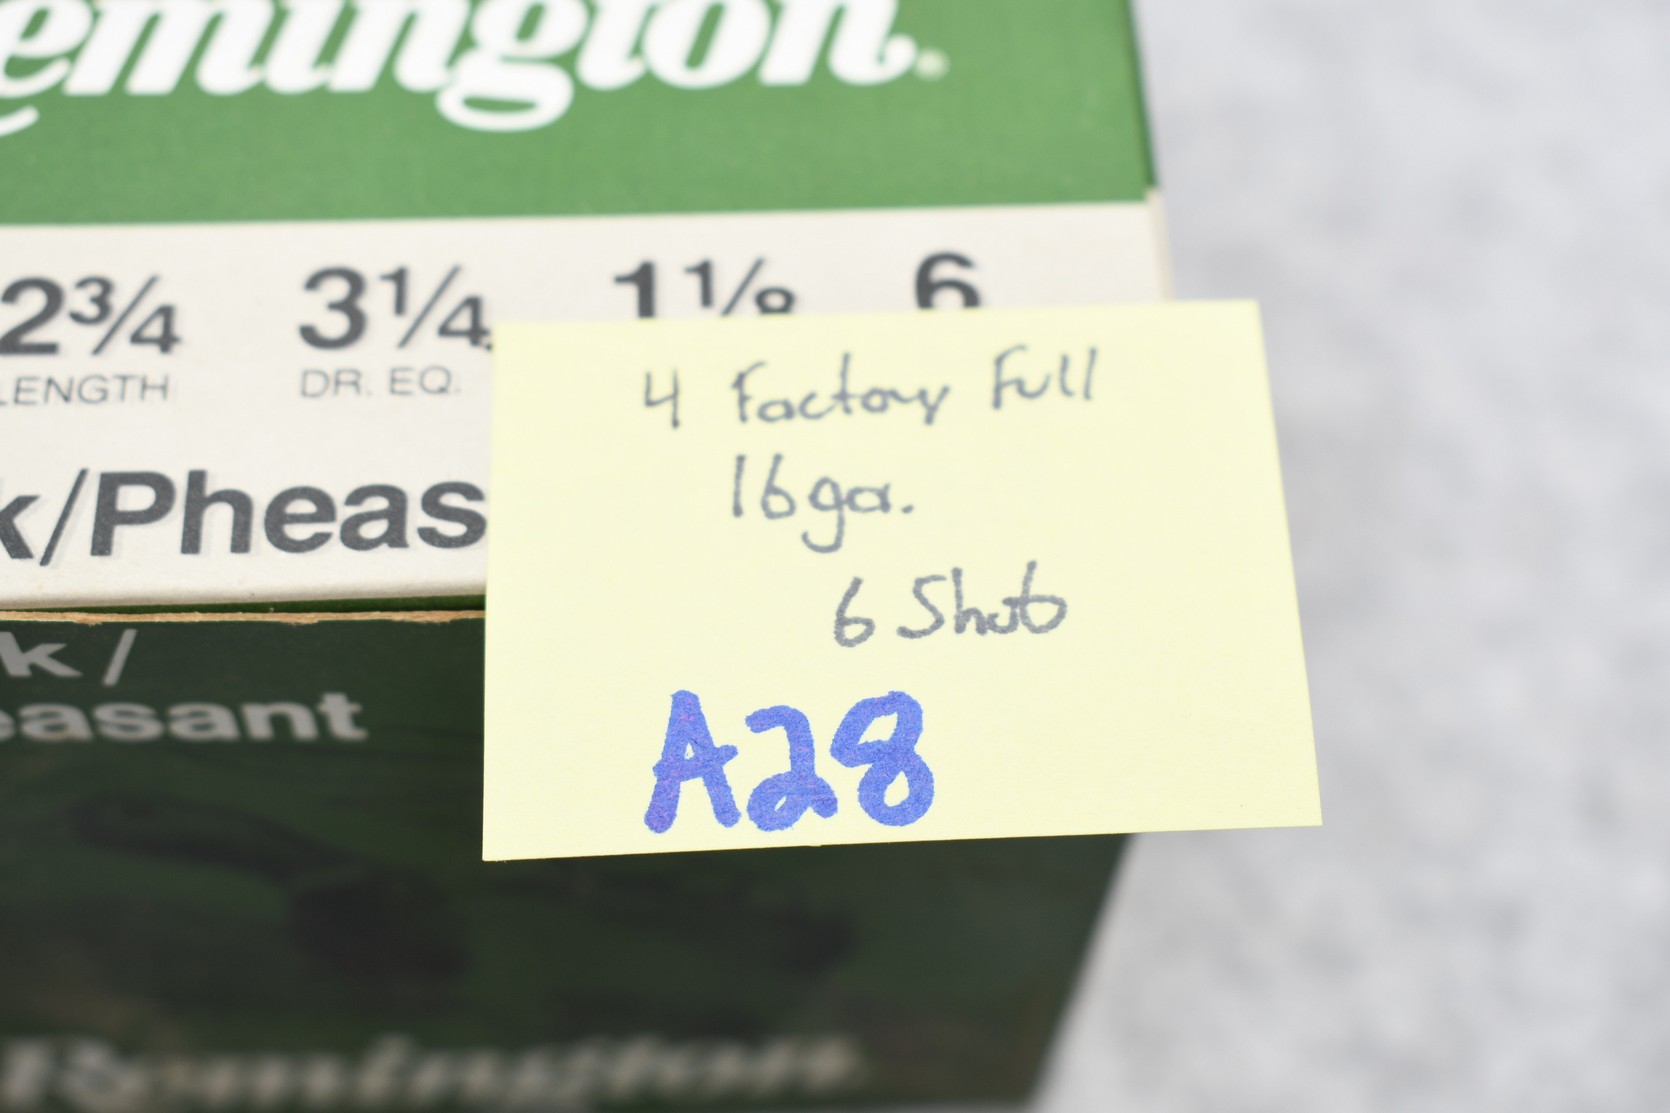 emington®
2¾ 3¼ 1⅛ 6
LENGTH DR. EQ.
k/Pheas
4 Factory Full
16ga.
6 Shot
A28
k/
easant
Remington